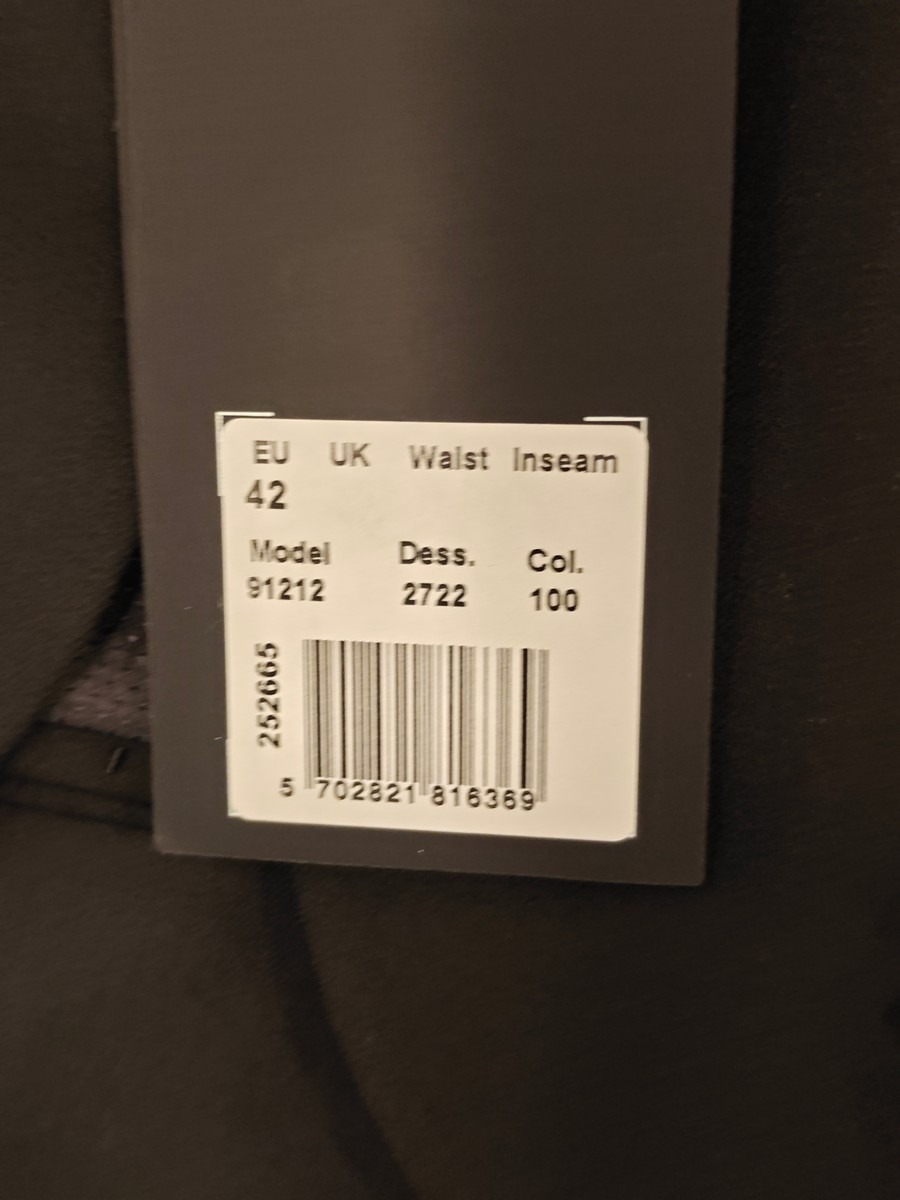 EU UK Waist Inseam
42
Model Dess. Col.
91212 2722 100
252665
5 702821 816369